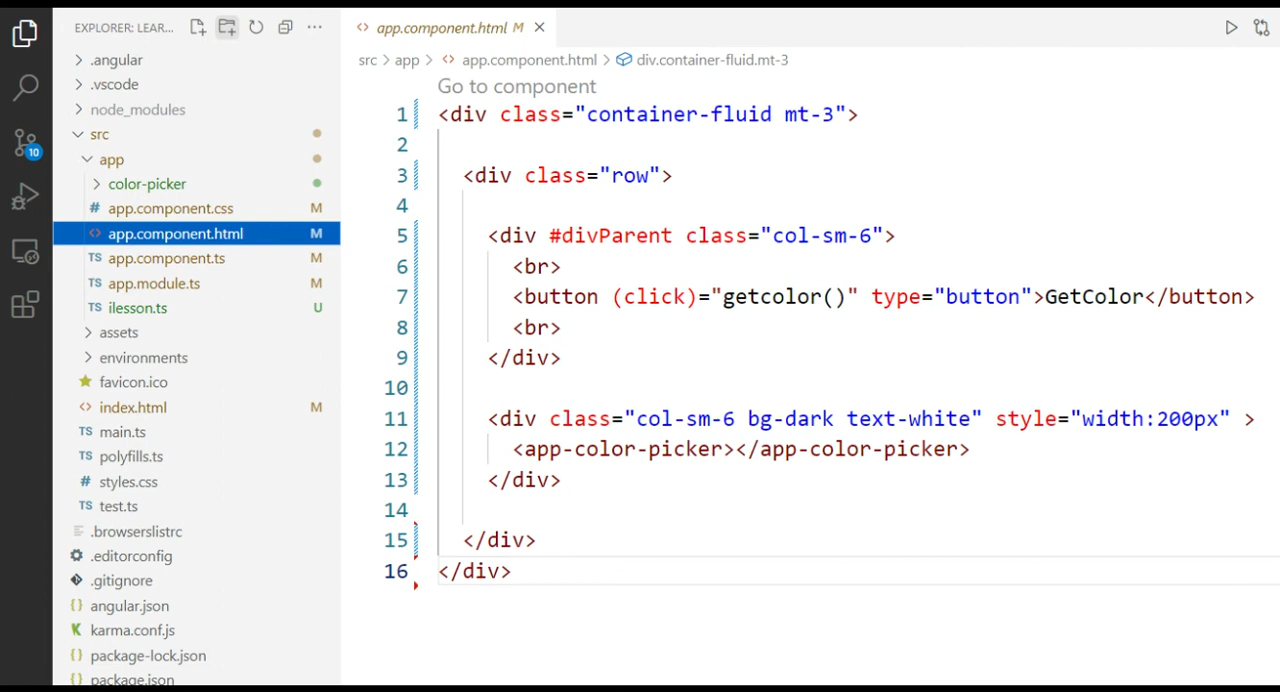 EXPLORER: LEAR...
.angular
.vscode
node_modules
src
app
color-picker
# app.component.css M
<> app.component.html M
TS app.component.ts M
TS app.module.ts M
TS ilesson.ts U
assets
environments
favicon.ico
<> index.html M
TS main.ts
TS polyfills.ts
# styles.css
TS test.ts
.browserslistrc
.editorconfig
.gitignore
{} angular.json
K karma.conf.js
{} package-lock.json
{} package.json
10
<> app.component.html M
src > app > <> app.component.html > div.container-fluid.mt-3
Go to component
1 <div class="container-fluid mt-3">
2
3 <div class="row">
4
5 <div #divParent class="col-sm-6">
6 <br>
7 <button (click)="getcolor()" type="button">GetColor</button>
8 <br>
9 </div>
10
11 <div class="col-sm-6 bg-dark text-white" style="width:200px" >
12 <app-color-picker></app-color-picker>
13 </div>
14
15 </div>
16 </div>